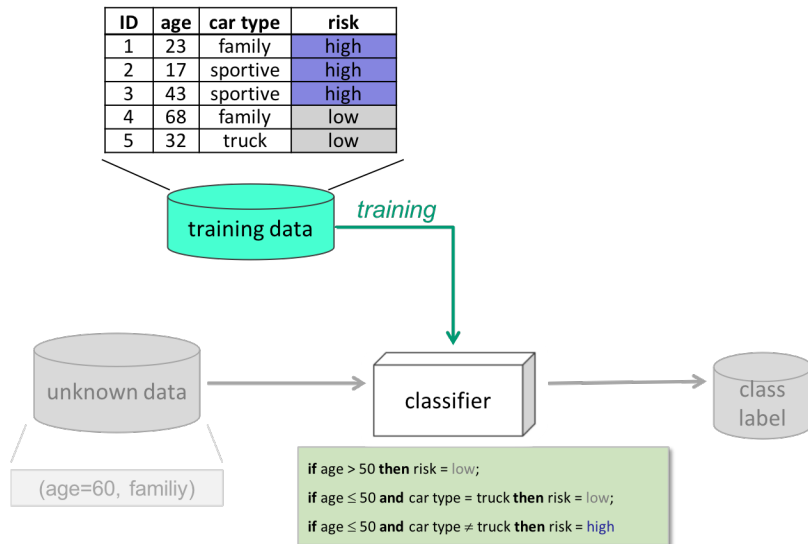 ID age car type risk
1 23 family high
2 17 sportive high
3 43 sportive high
4 68 family low
5 32 truck low
training data
training
unknown data
classifier
class
label
(age=60, familiy)
if age > 50 then risk = low;
if age ≤ 50 and car type = truck then risk = low;
if age ≤ 50 and car type ≠ truck then risk = high